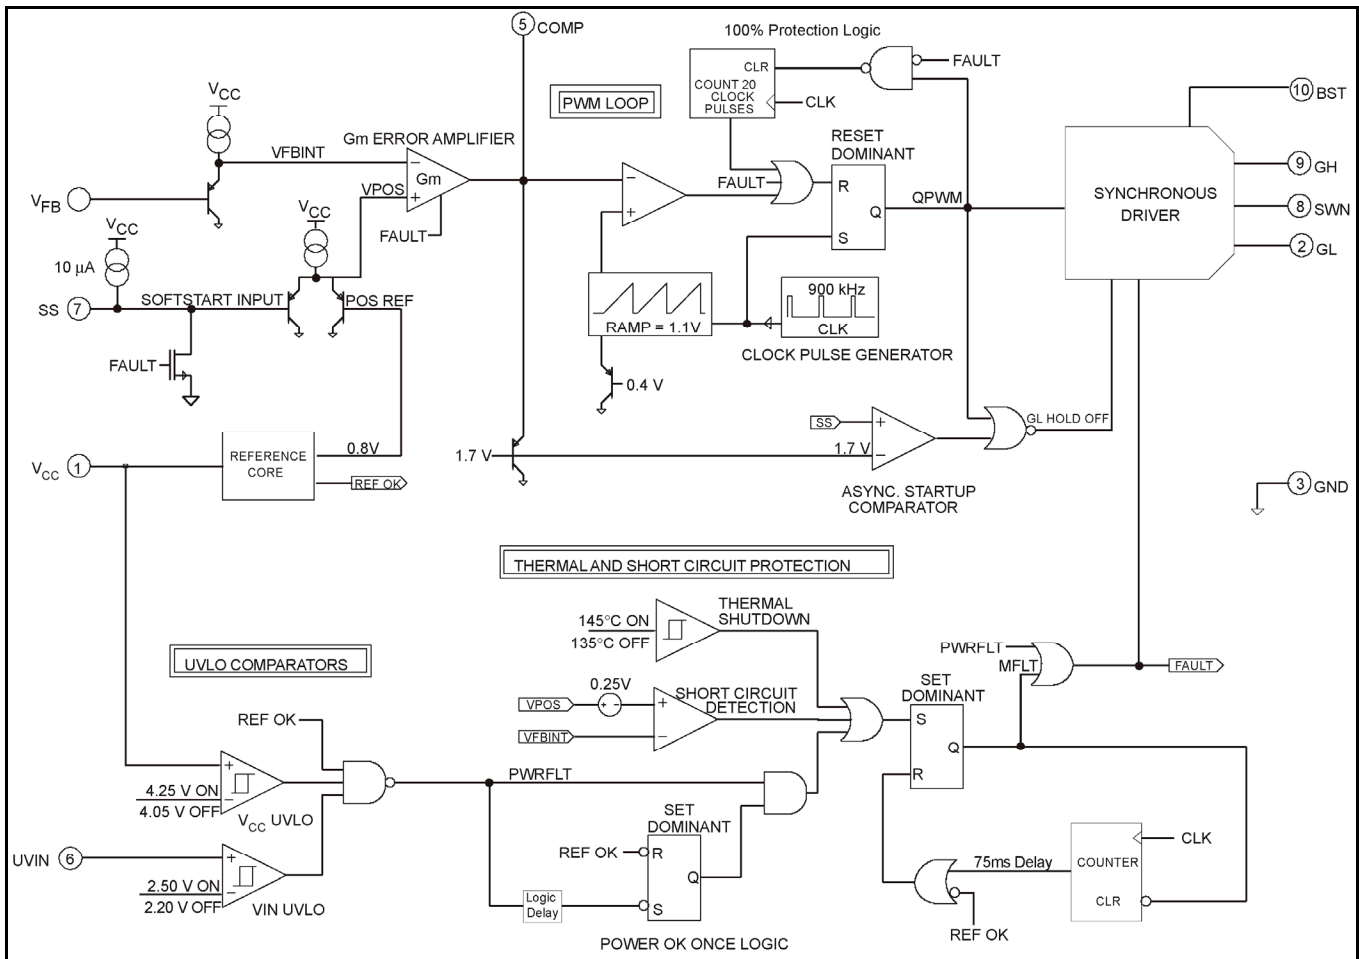 5 COMP
100% Protection Logic
CLR
COUNT 20
CLOCK
PULSES
CLK
FAULT
10 BST
VCC
PWM LOOP
Gm ERROR AMPLIFIER
RESET
DOMINANT
VFBINT
−
Gm
+
−
+
FAULT
R
Q
S
QPWM
SYNCHRONOUS
DRIVER
9 GH
8 SWN
2 GL
VFB
VPOS
VCC
FAULT
VCC
10 µA
SS 7
SOFTSTART INPUT
POS REF
RAMP = 1.1V
900 kHz
CLK
CLOCK PULSE GENERATOR
FAULT
0.4 V
SS
+
GL HOLD OFF
1.7 V
1.7 V
−
ASYNC. STARTUP
COMPARATOR
VCC 1
REFERENCE
CORE
0.8V
REF OK
3 GND
THERMAL AND SHORT CIRCUIT PROTECTION
145°C ON
135°C OFF
THERMAL
SHUTDOWN
PWRFLT
MFLT
FAULT
UVLO COMPARATORS
0.25V
VPOS
+ −
+
SHORT CIRCUIT
DETECTION
VFBINT
−
SET
DOMINANT
S
Q
R
REF OK
+
4.25 V ON
−
4.05 V OFF
VCC UVLO
PWRFLT
SET
DOMINANT
REF OK
R
Q
S
Logic
Delay
POWER OK ONCE LOGIC
UVIN 6
+
2.50 V ON
−
2.20 V OFF
VIN UVLO
75ms Delay
COUNTER
CLR
CLK
REF OK